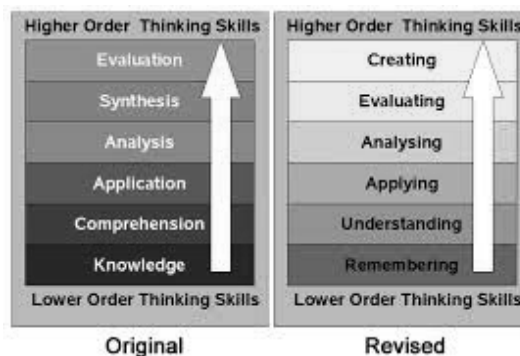 Higher Order Thinking Skills
Evaluation
Synthesis
Analysis
Application
Comprehension
Knowledge
Lower Order Thinking Skills
Original
Higher Order Thinking Skills
Creating
Evaluating
Analysing
Applying
Understanding
Remembering
Lower Order Thinking Skills
Revised